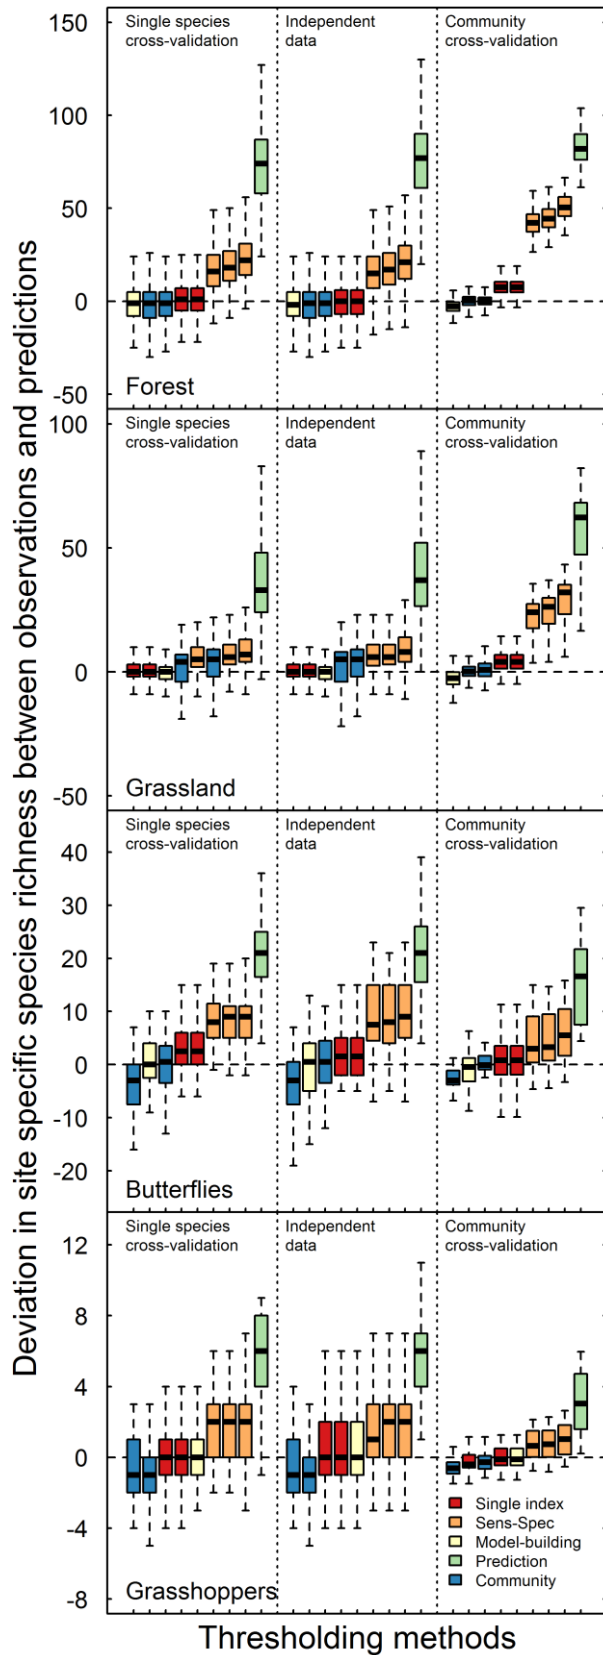 Deviation in site specific species richness between observations and predictions
Single species
cross-validation
Independent
data
Community
cross-validation
150
100
50
0
-50
Forest
Single species
cross-validation
Independent
data
Community
cross-validation
100
50
0
-50
Grassland
Single species
cross-validation
Independent
data
Community
cross-validation
40
30
20
10
0
-10
-20
Butterflies
Single species
cross-validation
Independent
data
Community
cross-validation
12
8
4
0
-4
-8
Grasshoppers
Single index
Sens-Spec
Model-building
Prediction
Community
Thresholding methods